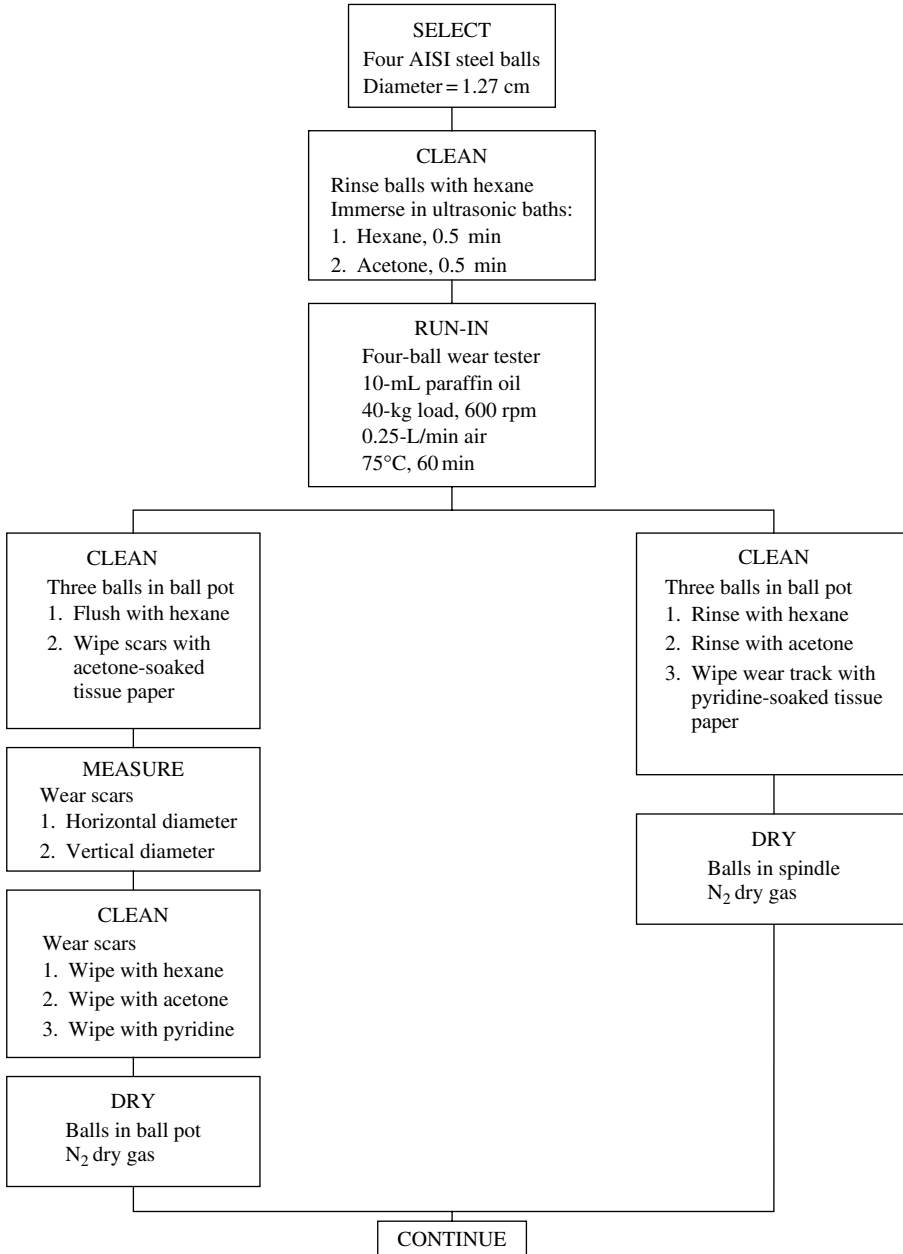 SELECT
Four AISI steel balls
Diameter = 1.27 cm
CLEAN
Rinse balls with hexane
Immerse in ultrasonic baths:
1. Hexane, 0.5 min
2. Acetone, 0.5 min
RUN-IN
Four-ball wear tester
10-mL paraffin oil
40-kg load, 600 rpm
0.25-L/min air
75°C, 60 min
CLEAN
Three balls in ball pot
1. Flush with hexane
2. Wipe scars with
acetone-soaked
tissue paper
MEASURE
Wear scars
1. Horizontal diameter
2. Vertical diameter
CLEAN
Wear scars
1. Wipe with hexane
2. Wipe with acetone
3. Wipe with pyridine
DRY
Balls in ball pot
N₂ dry gas
CLEAN
Three balls in ball pot
1. Rinse with hexane
2. Rinse with acetone
3. Wipe wear track with
pyridine-soaked tissue
paper
DRY
Balls in spindle
N₂ dry gas
CONTINUE